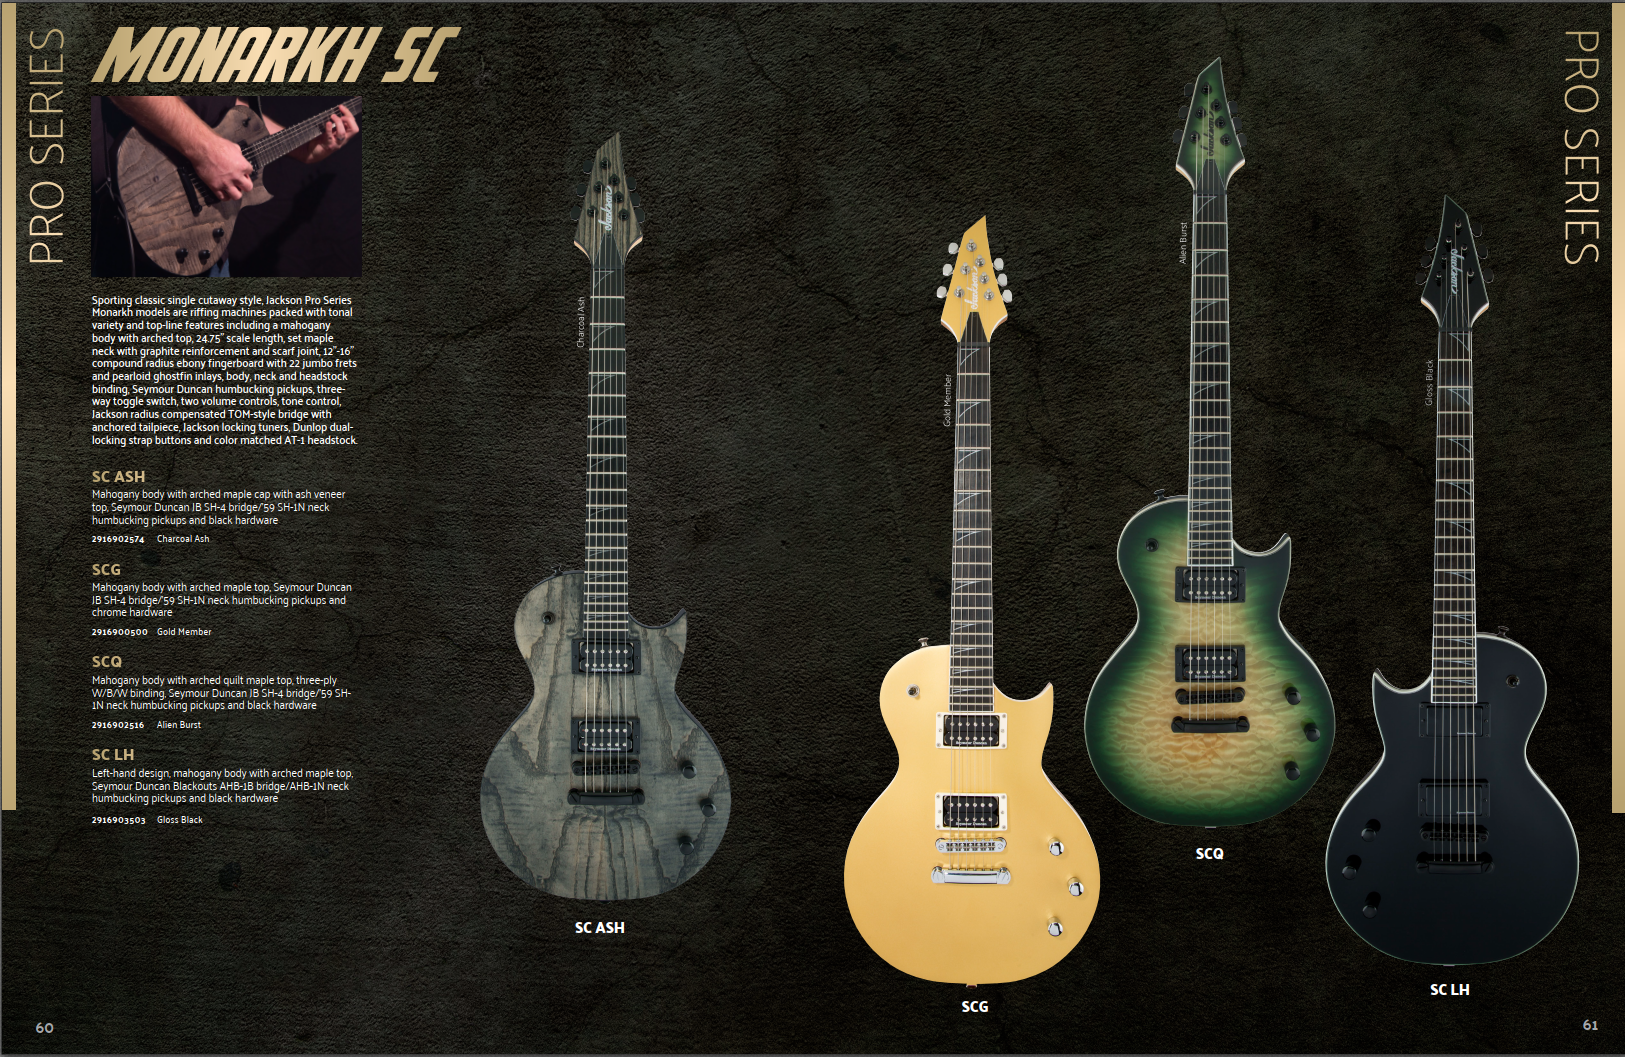 PRO SERIES
MONARKH SC
Sporting classic single cutaway style, Jackson Pro Series
Monarkh models are riffing machines packed with tonal
variety and top-line features including a mahogany
body with arched top, 24.75" scale length, set maple
neck with graphite reinforcement and scarf joint, 12"-16"
compound radius ebony fingerboard with 22 jumbo frets
and pearloid ghostfin inlays, body, neck and headstock
binding, Seymour Duncan humbucking pickups, three-
way toggle switch, two volume controls, tone control,
Jackson radius compensated TOM-style bridge with
anchored tailpiece, Jackson locking tuners, Dunlop dual-
locking strap buttons and color matched AT-1 headstock.
SC ASH
Mahogany body with arched maple cap with ash veneer
top, Seymour Duncan JB SH-4 bridge/'59 SH-1N neck
humbucking pickups and black hardware
2916902574 Charcoal Ash
SCG
Mahogany body with arched maple top, Seymour Duncan
JB SH-4 bridge/'59 SH-1N neck humbucking pickups and
chrome hardware
2916900500 Gold Member
SCQ
Mahogany body with arched quilt maple top, three-ply
W/B/W binding, Seymour Duncan JB SH-4 bridge/'59 SH-
1N neck humbucking pickups and black hardware
2916902516 Alien Burst
SC LH
Left-hand design, mahogany body with arched maple top,
Seymour Duncan Blackouts AHB-1B bridge/AHB-1N neck
humbucking pickups and black hardware
2916903503 Gloss Black
60
Jackson
Charcoal Ash
SC ASH
Jackson
Gold Member
Seymour Duncan
Seymour Duncan
SCG
Jackson
Alien Burst
SCQ
Jackson
Gloss Black
SC LH
PRO SERIES
61